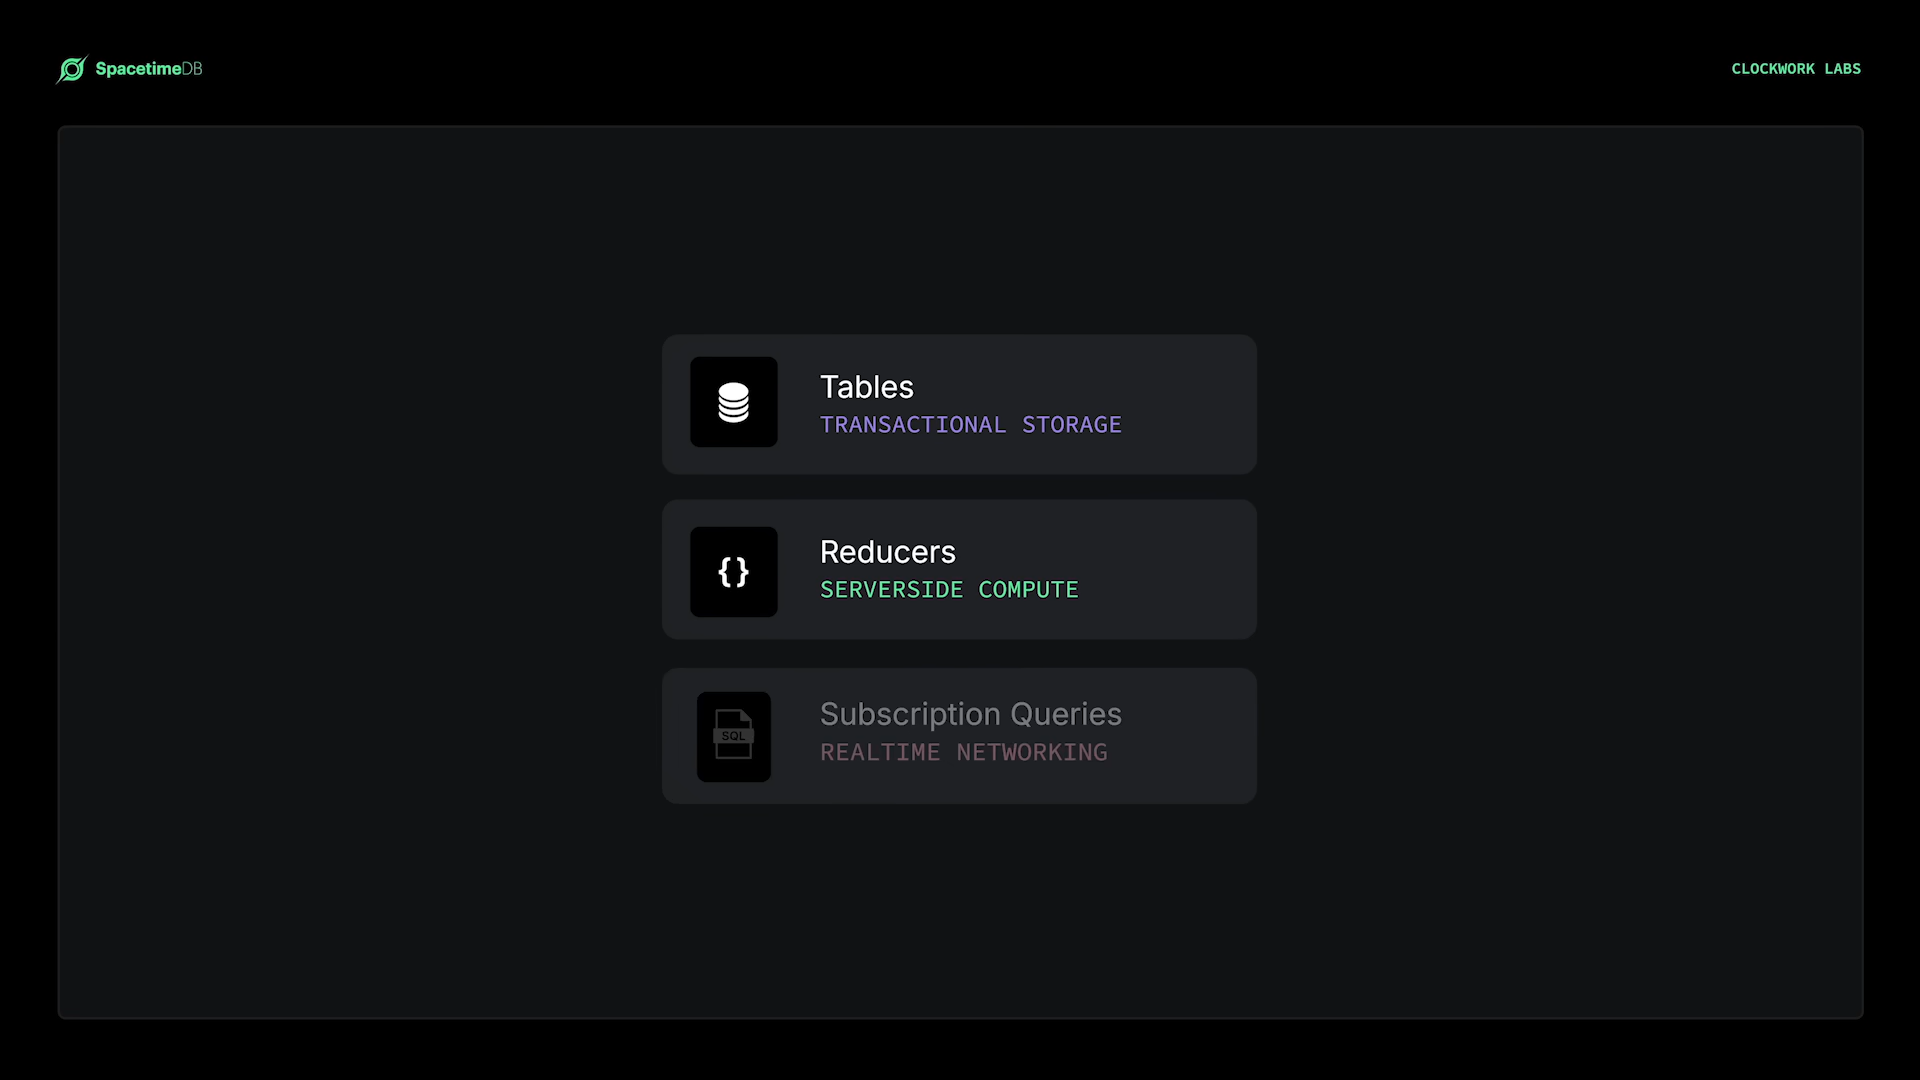 SpacetimeDB
CLOCKWORK LABS
Tables
TRANSACTIONAL STORAGE
{}
Reducers
SERVERSIDE COMPUTE
SQL
Subscription Queries
REALTIME NETWORKING